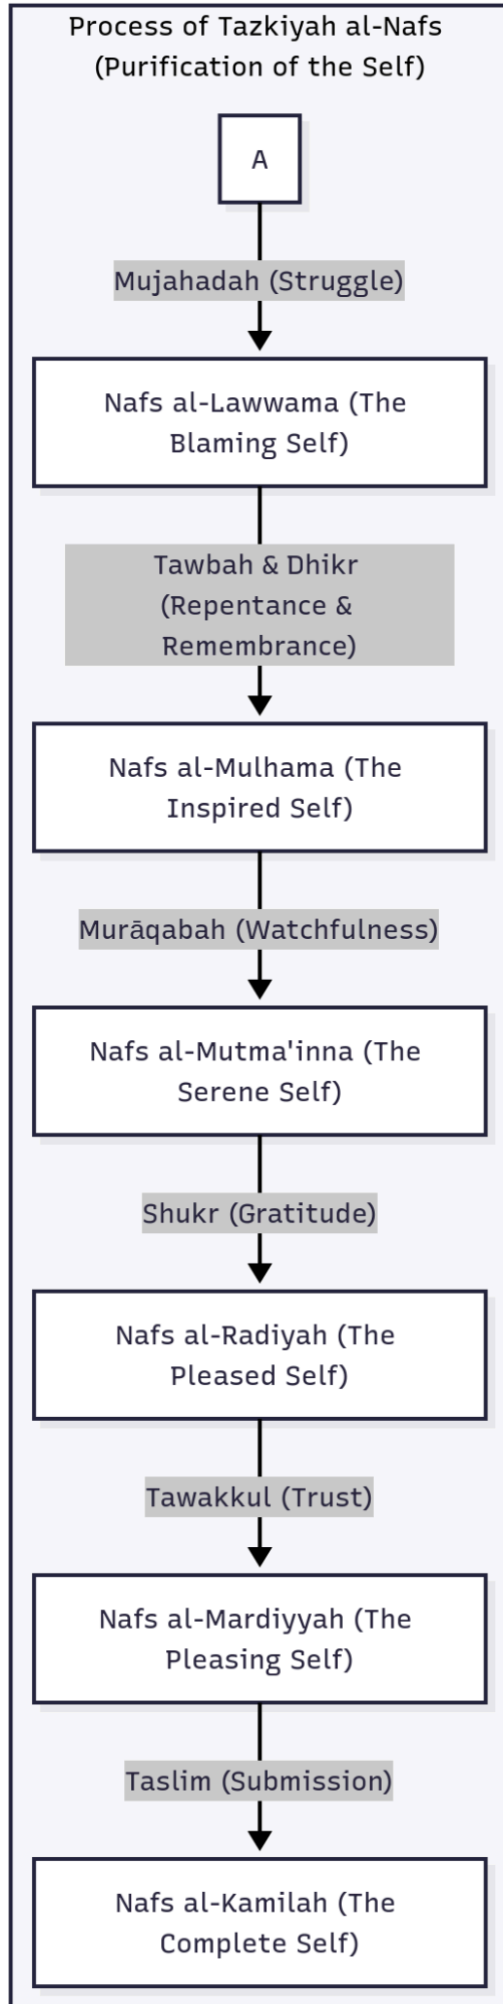 Process of Tazkiyah al-Nafs
(Purification of the Self)
A
Mujahadah (Struggle)
Nafs al-Lawwama (The
Blaming Self)
Tawbah & Dhikr
(Repentance &
Remembrance)
Nafs al-Mulhama (The
Inspired Self)
Murāqabah (Watchfulness)
Nafs al-Mutma'inna (The
Serene Self)
Shukr (Gratitude)
Nafs al-Radiyah (The
Pleased Self)
Tawakkul (Trust)
Nafs al-Mardiyyah (The
Pleasing Self)
Taslim (Submission)
Nafs al-Kamilah (The
Complete Self)